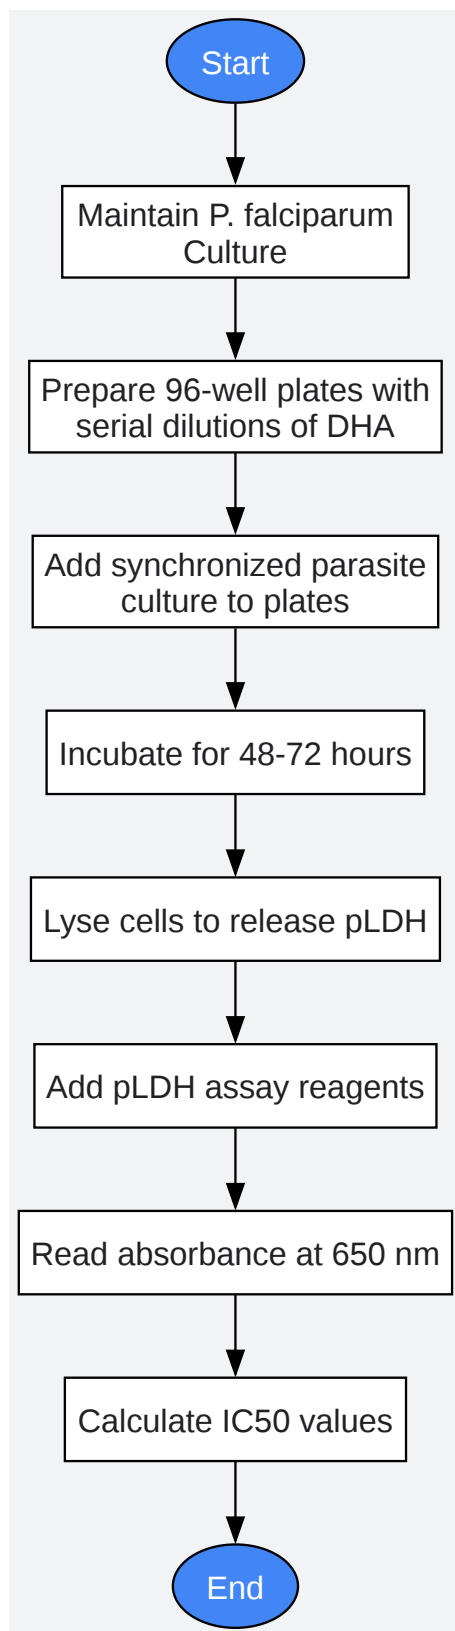 Start
Maintain P. falciparum
Culture
Prepare 96-well plates with
serial dilutions of DHA
Add synchronized parasite
culture to plates
Incubate for 48-72 hours
Lyse cells to release pLDH
Add pLDH assay reagents
Read absorbance at 650 nm
Calculate IC50 values
End